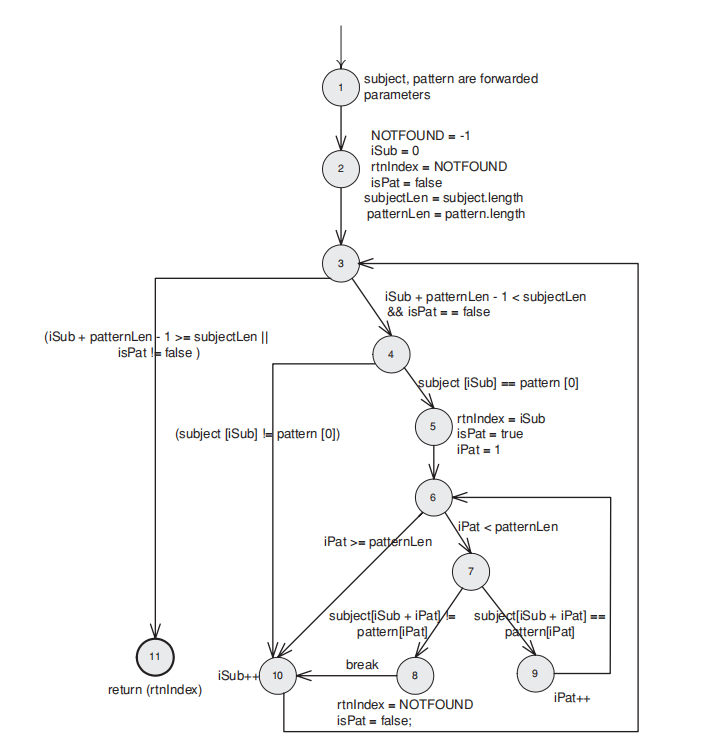 1
subject, pattern are forwarded
parameters
2
NOTFOUND = -1
iSub = 0
rtnIndex = NOTFOUND
isPat = false
subjectLen = subject.length
patternLen = pattern.length
3
iSub + patternLen - 1 < subjectLen
&& isPat = = false
(iSub + patternLen - 1 >= subjectLen ||
isPat != false )
4
subject [iSub] == pattern [0]
(subject [iSub] != pattern [0])
5
rtnIndex = iSub
isPat = true
iPat = 1
6
iPat >= patternLen
iPat < patternLen
7
subject[iSub + iPat] !=
pattern[iPat]
subject[iSub + iPat] ==
pattern[iPat]
11
return (rtnIndex)
iSub++
10
break
8
rtnIndex = NOTFOUND
isPat = false;
9
iPat++